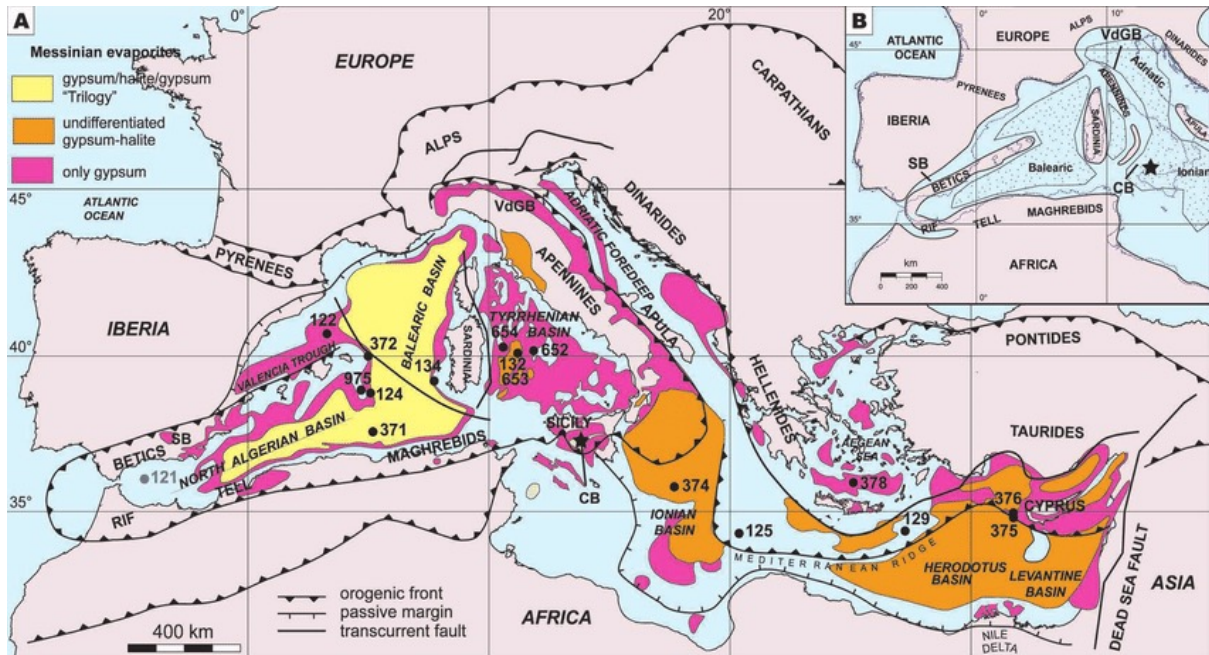 A
0°
20°
Messinian evaporites
gypsum/halite/gypsum
"Trilogy"
undifferentiated
gypsum-halite
only gypsum
EUROPE
ALPS
CARPATHIANS
45°
ATLANTIC
OCEAN
VdGB
DINARIDES
ADRIATIC FOREDEEP
PYRENEES
APENNINES
APULA
IBERIA
BALEARIC BASIN
SARDINIA
TYRRHENIAN
BASIN
122
372
654
652
40°
VALENCIA TROUGH
134
132
653
975
124
PONTIDES
HELLENIDES
371
SICILY
AEGEAN
SEA
TAURIDES
SB
BETICS
NORTH ALGERIAN BASIN
MAGHREBIDS
121
TELL
378
376
CYPRUS
374
CB
35°
RIF
IONIAN
BASIN
125
129
375
MEDITERRANEAN RIDGE
HERODOTUS
BASIN
LEVANTINE
BASIN
DEAD SEA FAULT
ASIA
orogenic front
passive margin
transcurrent fault
AFRICA
NILE
DELTA
400 km
B
0°
10°
ALPS
EUROPE
VdGB
45°
DINARIDES
ATLANTIC
OCEAN
Adriatic
PYRENEES
APENNINES
IBERIA
SARDINIA
APULA
SB
BETICS
Balearic
Ionian
CB
35°
RIF
TELL
MAGHREBIDS
km
0 200 400
AFRICA
0°
10°